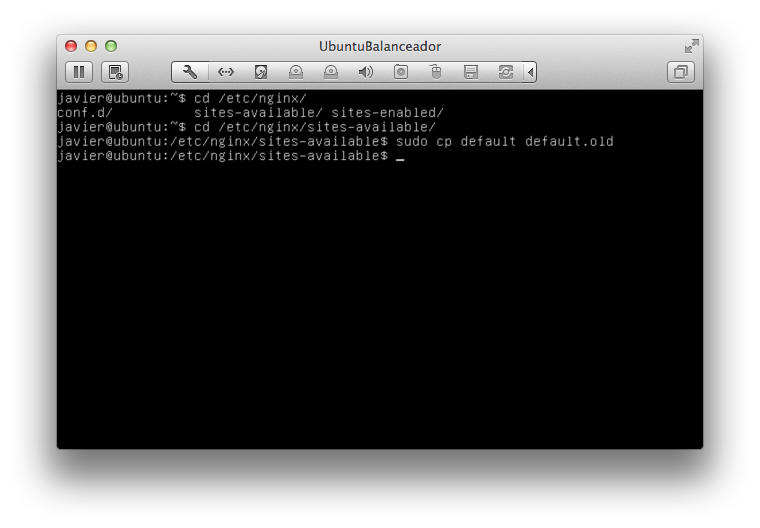 UbuntuBalanceador
javier@ubuntu:~$ cd /etc/nginx/
conf.d/          sites-available/ sites-enabled/
javier@ubuntu:~$ cd /etc/nginx/sites-available/
javier@ubuntu:/etc/nginx/sites-available$ sudo cp default default.old
javier@ubuntu:/etc/nginx/sites-available$ _